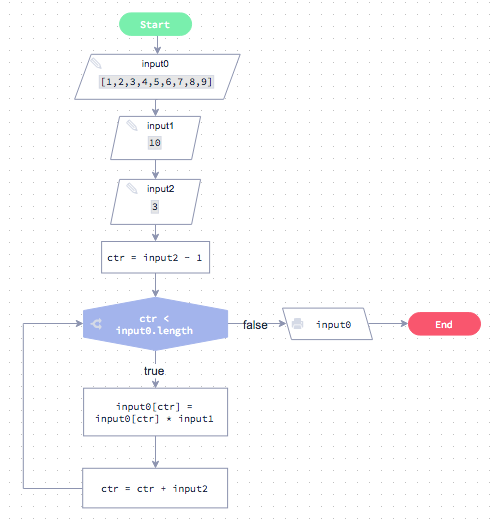 Start
input0
[1,2,3,4,5,6,7,8,9]
input1
10
input2
3
ctr = input2 - 1
ctr <
input0.length
false
input0
End
true
input0[ctr] =
input0[ctr] * input1
ctr = ctr + input2